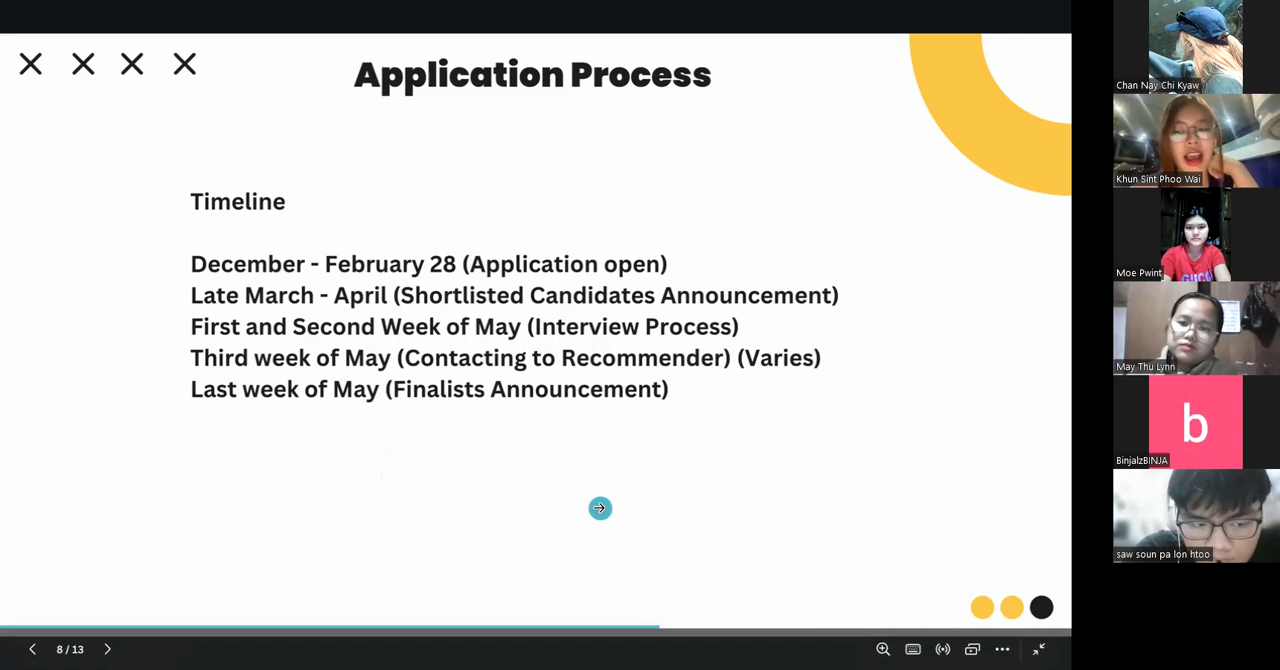 Application Process
Timeline
December - February 28 (Application open)
Late March - April (Shortlisted Candidates Announcement)
First and Second Week of May (Interview Process)
Third week of May (Contacting to Recommender) (Varies)
Last week of May (Finalists Announcement)
8 / 13
Chan Nay Chi Kyaw
Khun Sint Phoo Wai
Moe Pwint
GUCCI
May Thu Lynn
b
BinjalzBINJA
saw soun pa lon htoo